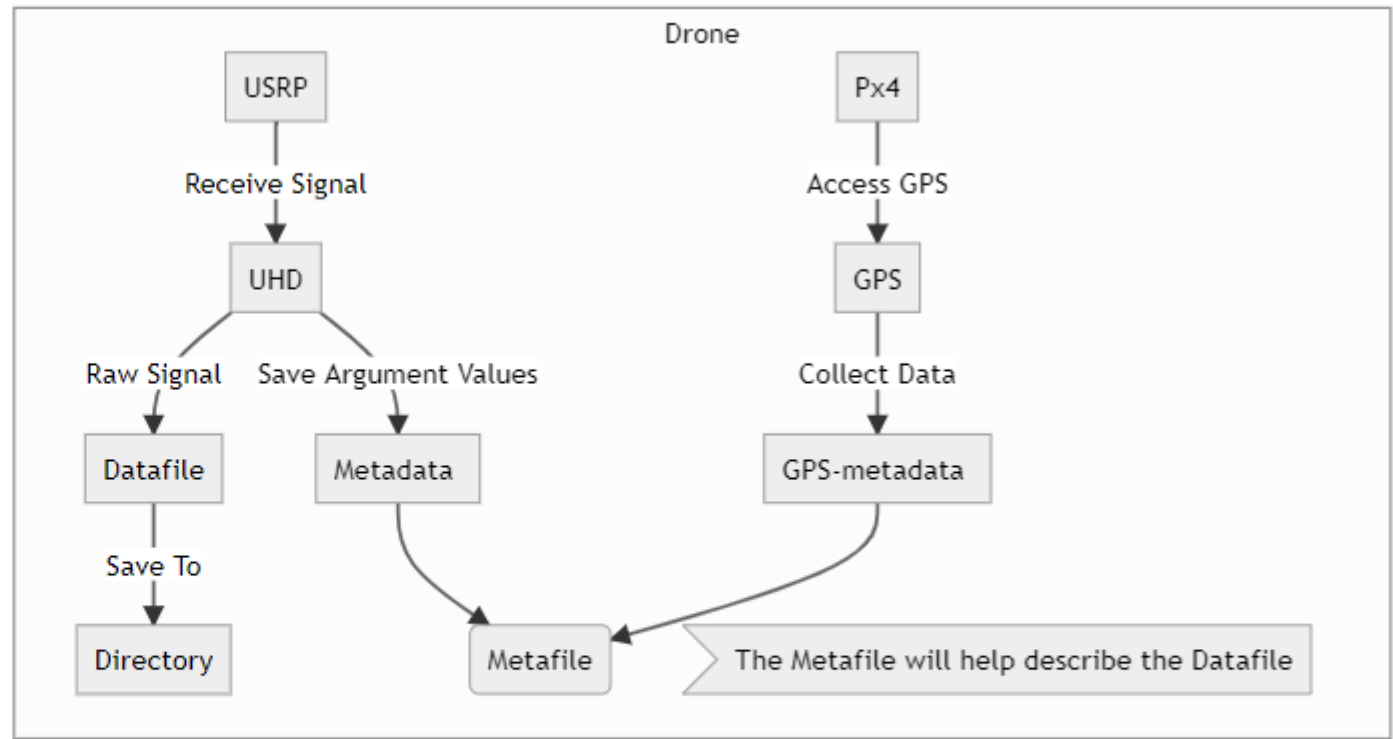 Drone
USRP
Px4
Receive Signal
Access GPS
UHD
GPS
Raw Signal
Save Argument Values
Collect Data
Datafile
Metadata
GPS-metadata
Save To
Directory
Metafile
The Metafile will help describe the Datafile